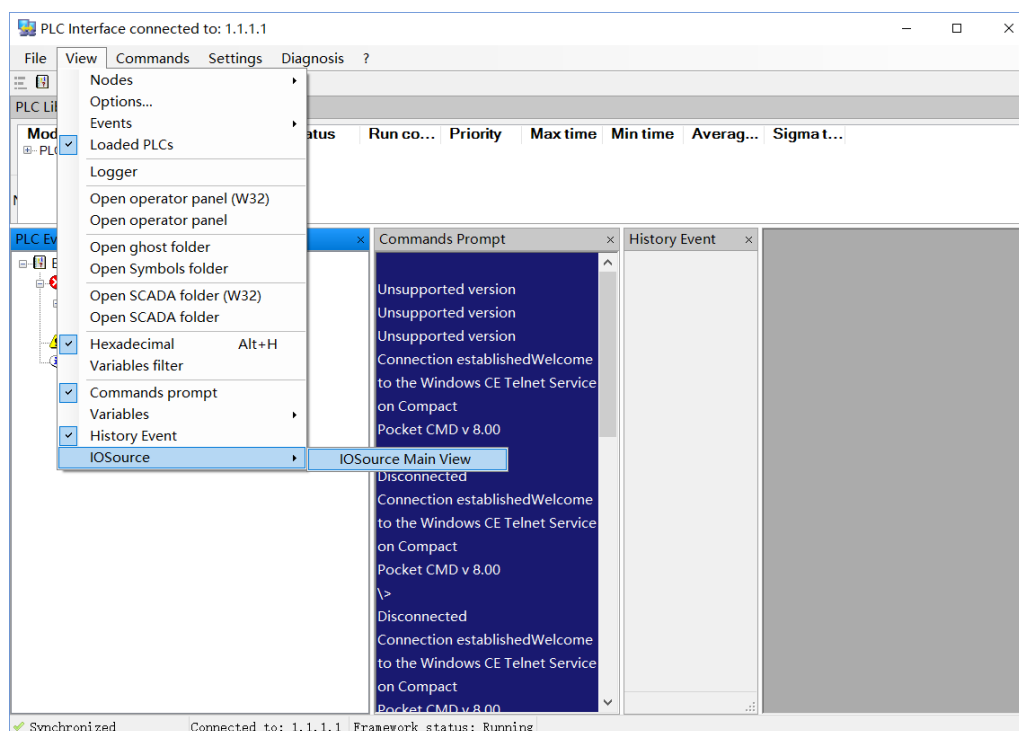 PLC Interface connected to: 1.1.1.1
File View Commands Settings Diagnosis ?
Nodes
Options...
Events
Loaded PLCs
Logger
Open operator panel (W32)
Open operator panel
Open ghost folder
Open Symbols folder
Open SCADA folder (W32)
Open SCADA folder
Hexadecimal Alt+H
Variables filter
Commands prompt
Variables
History Event
IOSource
IOSource Main View
Run co... Priority Max time Min time Averag... Sigma t...
Commands Prompt
Unsupported version
Unsupported version
Unsupported version
Connection establishedWelcome
to the Windows CE Telnet Service
on Compact
Pocket CMD v 8.00
Disconnected
Connection establishedWelcome
to the Windows CE Telnet Service
on Compact
Pocket CMD v 8.00
\>
Disconnected
Connection establishedWelcome
to the Windows CE Telnet Service
on Compact
Pocket CMD v 8.00
History Event
Synchronized Connected to: 1.1.1.1 Framework status: Running